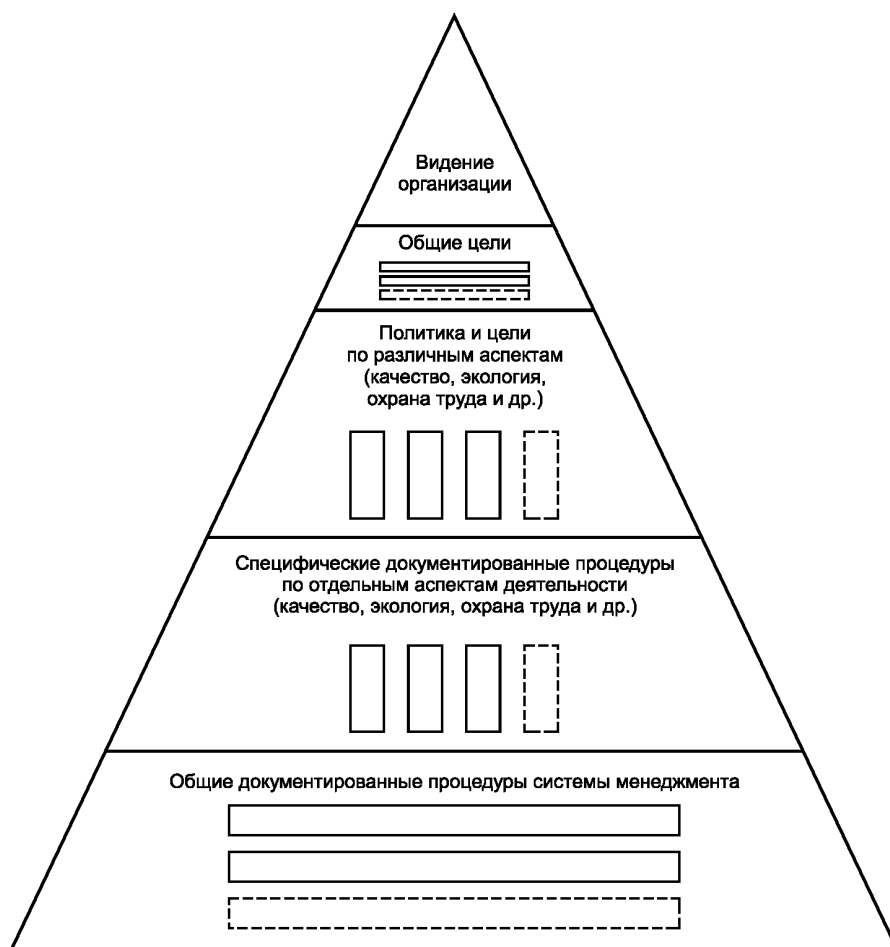 Видение
организации
Общие цели
Политика и цели
по различным аспектам
(качество, экология,
охрана труда и др.)
Специфические документированные процедуры
по отдельным аспектам деятельности
(качество, экология, охрана труда и др.)
Общие документированные процедуры системы менеджмента